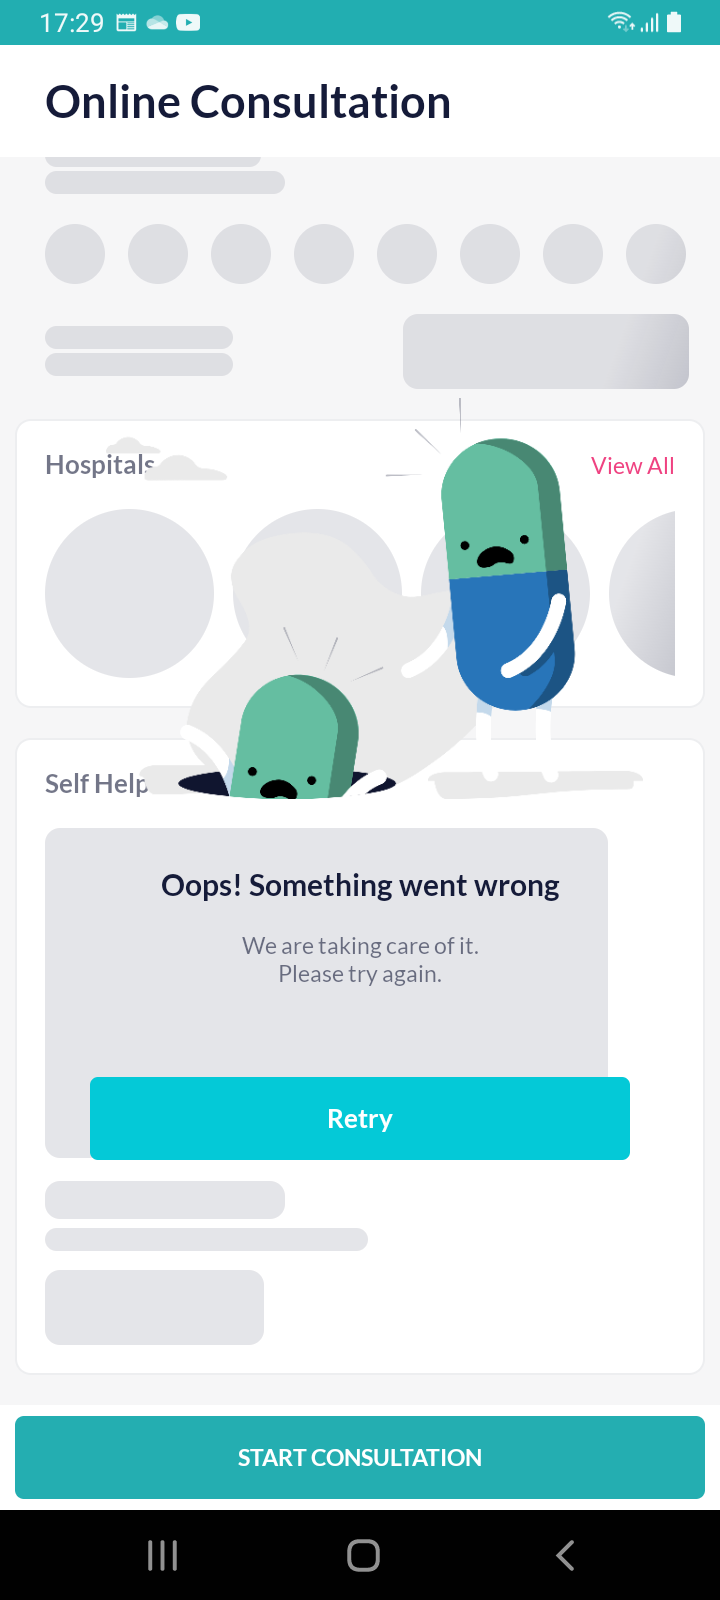 17:29
Online Consultation
Hospitals
View All
Self Help
Oops! Something went wrong
We are taking care of it.
Please try again.
Retry
START CONSULTATION